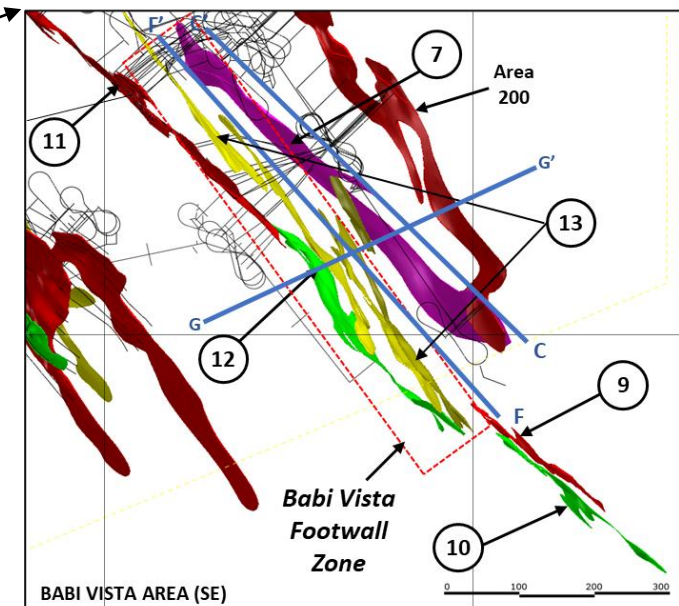 F'
C'
7
Area
200
11
G'
13
G
12
C
9
F
Babi Vista
Footwall
Zone
10
BABI VISTA AREA (SE)
0 100 200 300